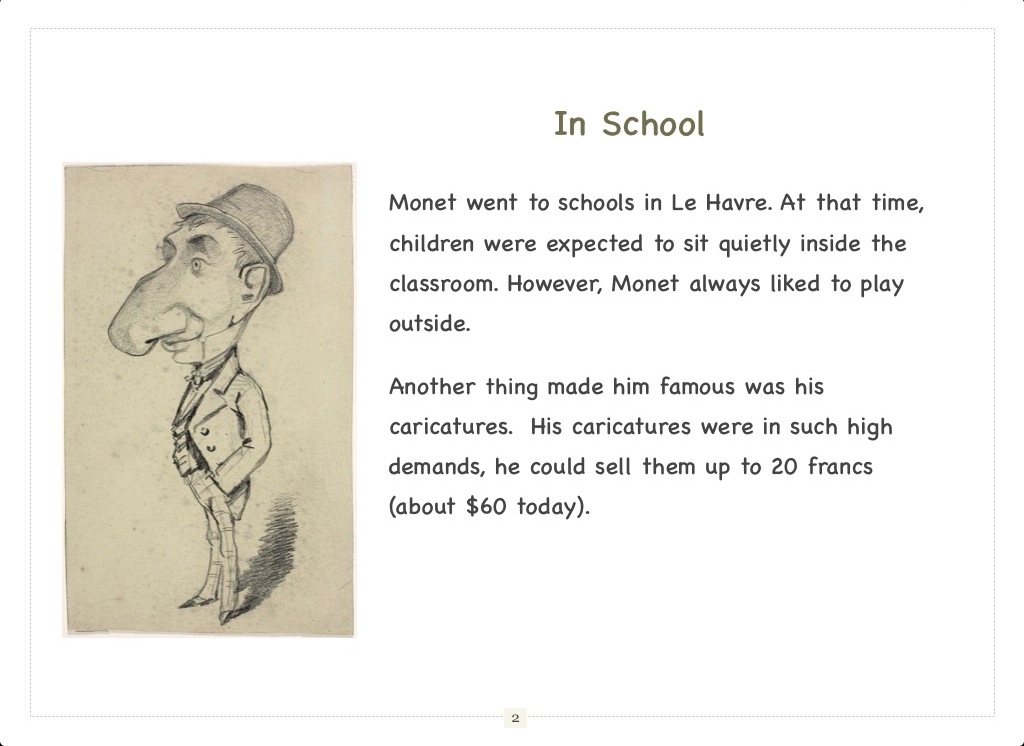 In School
Monet went to schools in Le Havre. At that time,
children were expected to sit quietly inside the
classroom. However, Monet always liked to play
outside.
Another thing made him famous was his
caricatures.  His caricatures were in such high
demands, he could sell them up to 20 francs
(about $60 today).
2